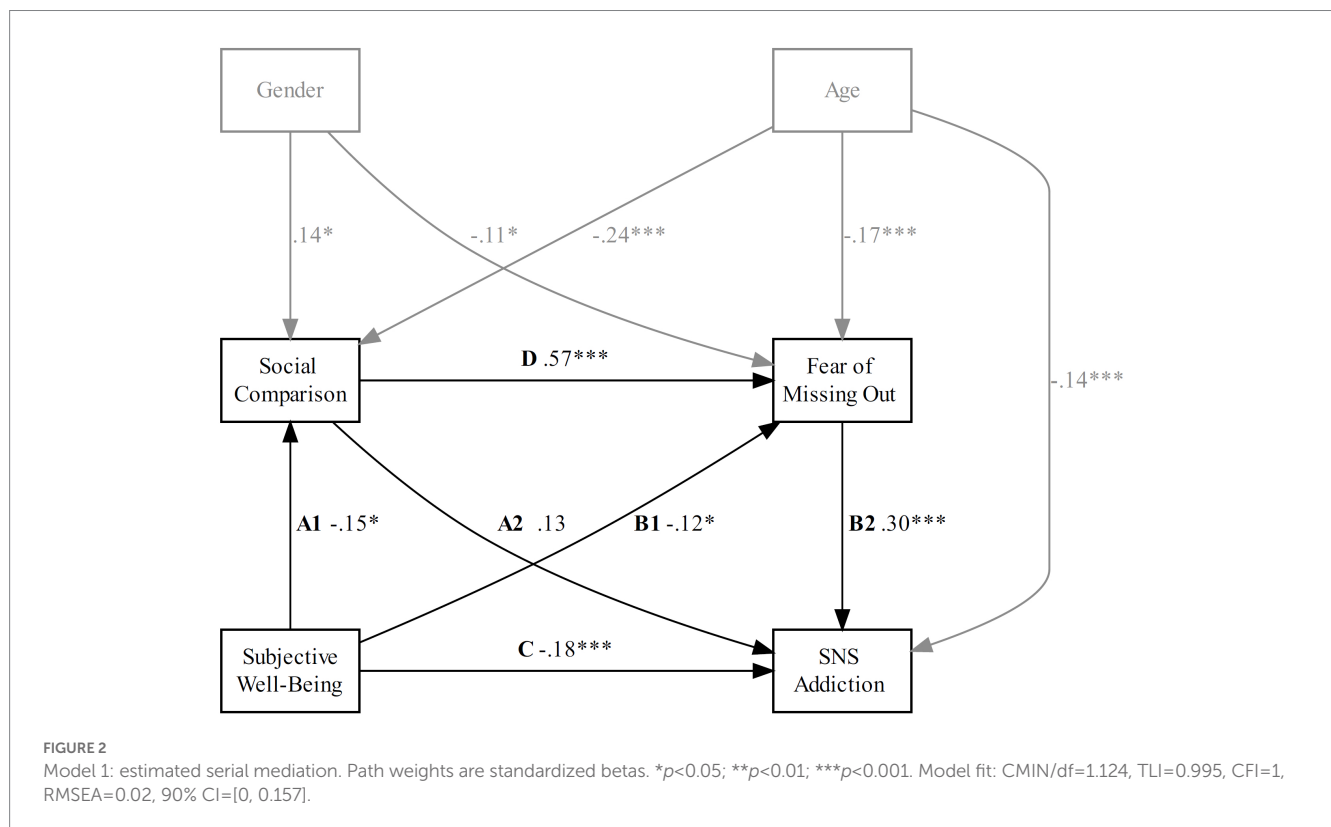 Gender
Age
.14*
-.11*
-.24***
-.17***
-.14***
Social
Comparison
D .57***
Fear of
Missing Out
A1 -.15*
A2 .13
B1 -.12*
B2 .30***
Subjective
Well-Being
C -.18***
SNS
Addiction
FIGURE 2
Model 1: estimated serial mediation. Path weights are standardized betas. *p<0.05; **p<0.01; ***p<0.001. Model fit: CMIN/df=1.124, TLI=0.995, CFI=1,
RMSEA=0.02, 90% CI=[0, 0.157].